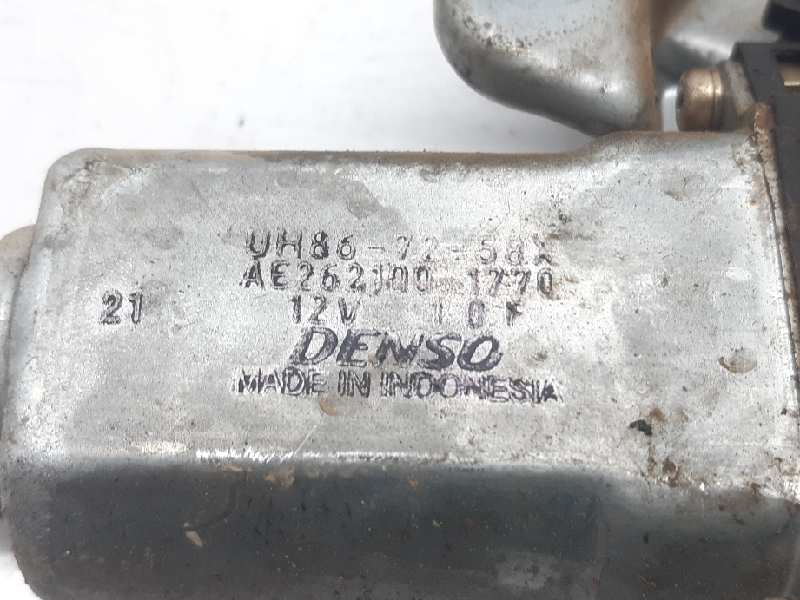 UH86-72-58X
AE262100-1770
21 12V
DENSO
MADE IN INDONESIA